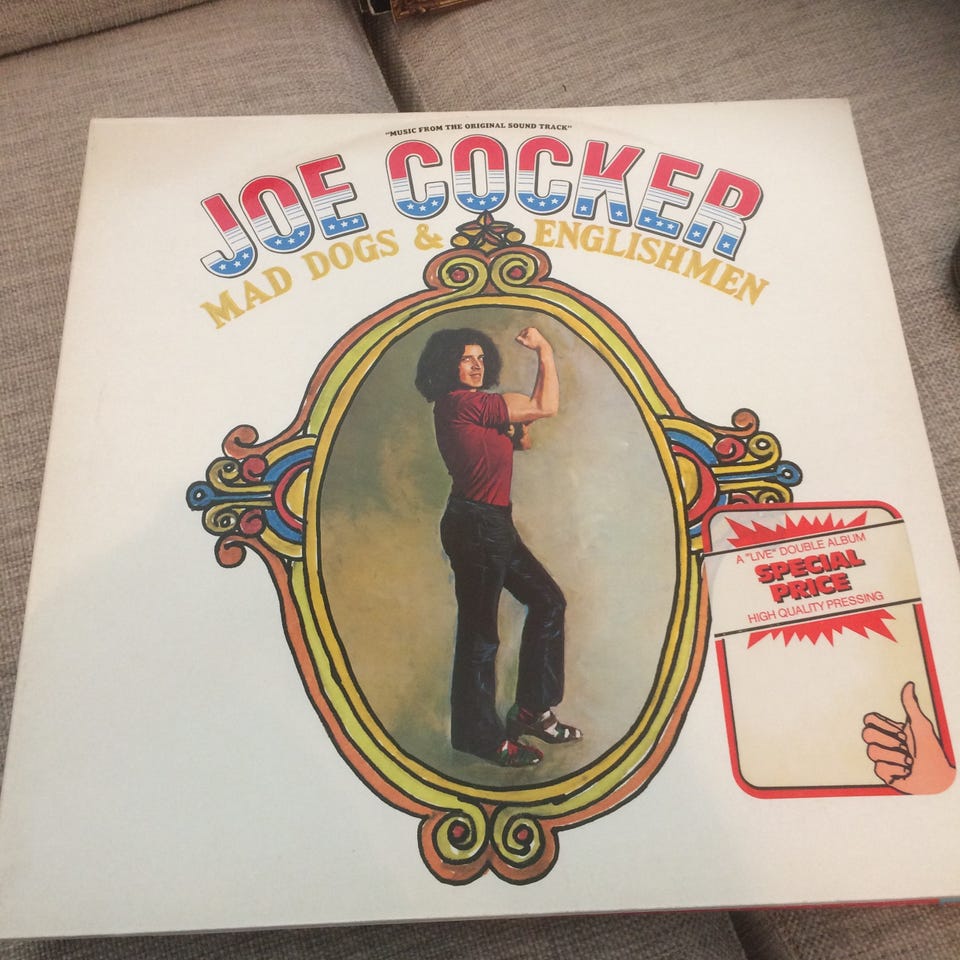 "MUSIC FROM THE ORIGINAL SOUND TRACK"
JOE COCKER
MAD DOGS & ENGLISHMEN
A "LIVE" DOUBLE ALBUM
SPECIAL
PRICE
HIGH QUALITY PRESSING